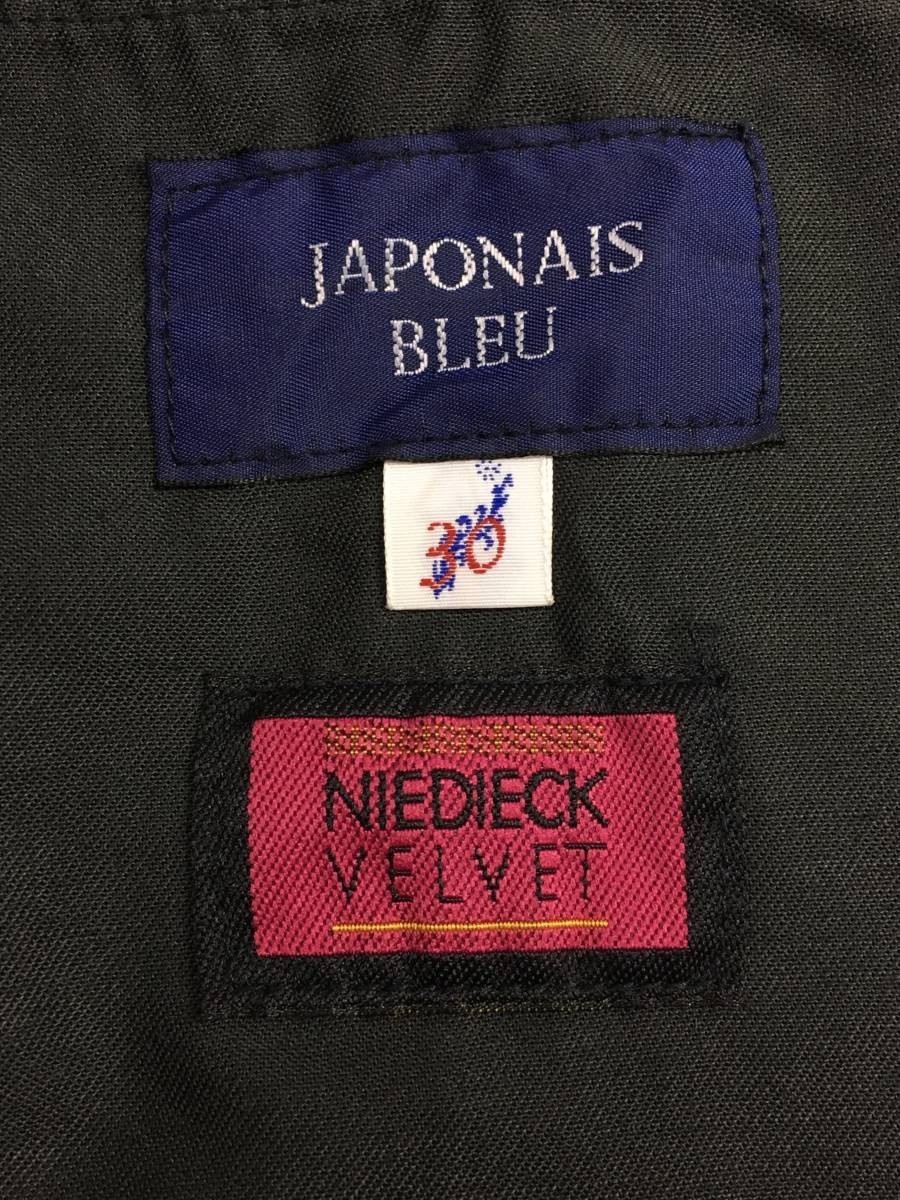 JAPONAIS
BLEU
30
NIEDIECK
VELVET